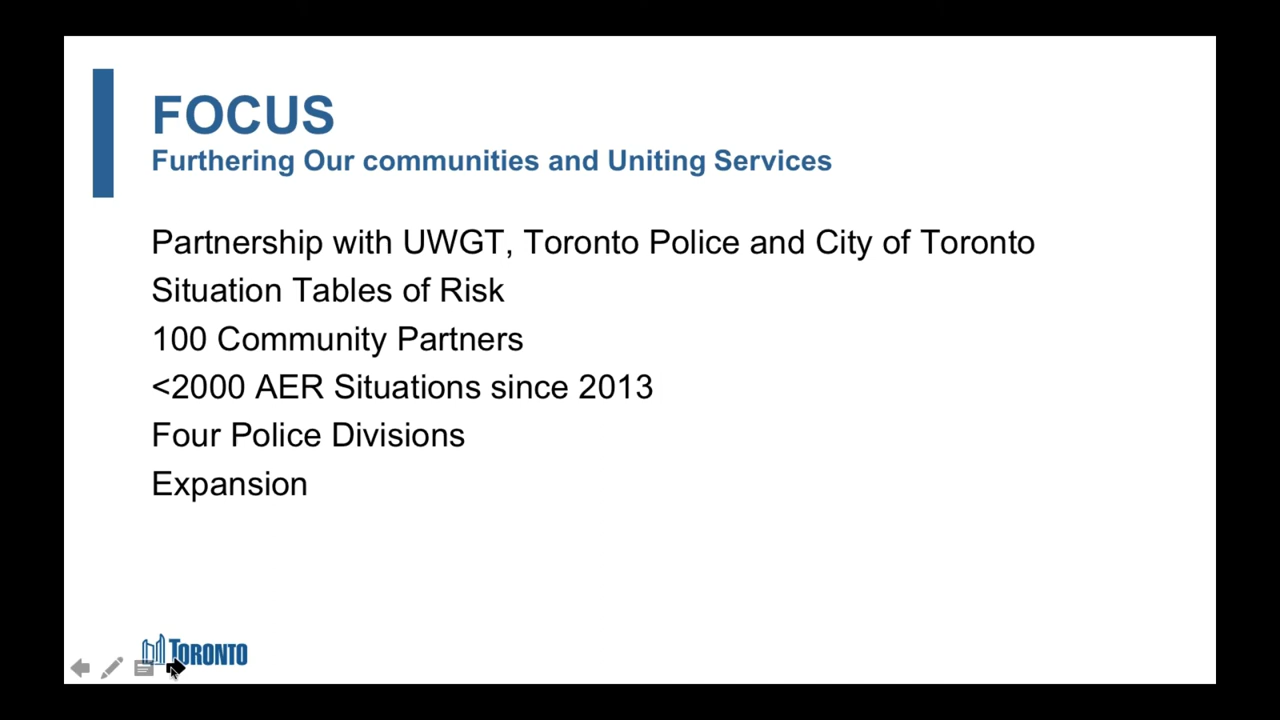 FOCUS
Furthering Our communities and Uniting Services
Partnership with UWGT, Toronto Police and City of Toronto
Situation Tables of Risk
100 Community Partners
<2000 AER Situations since 2013
Four Police Divisions
Expansion
TORONTO